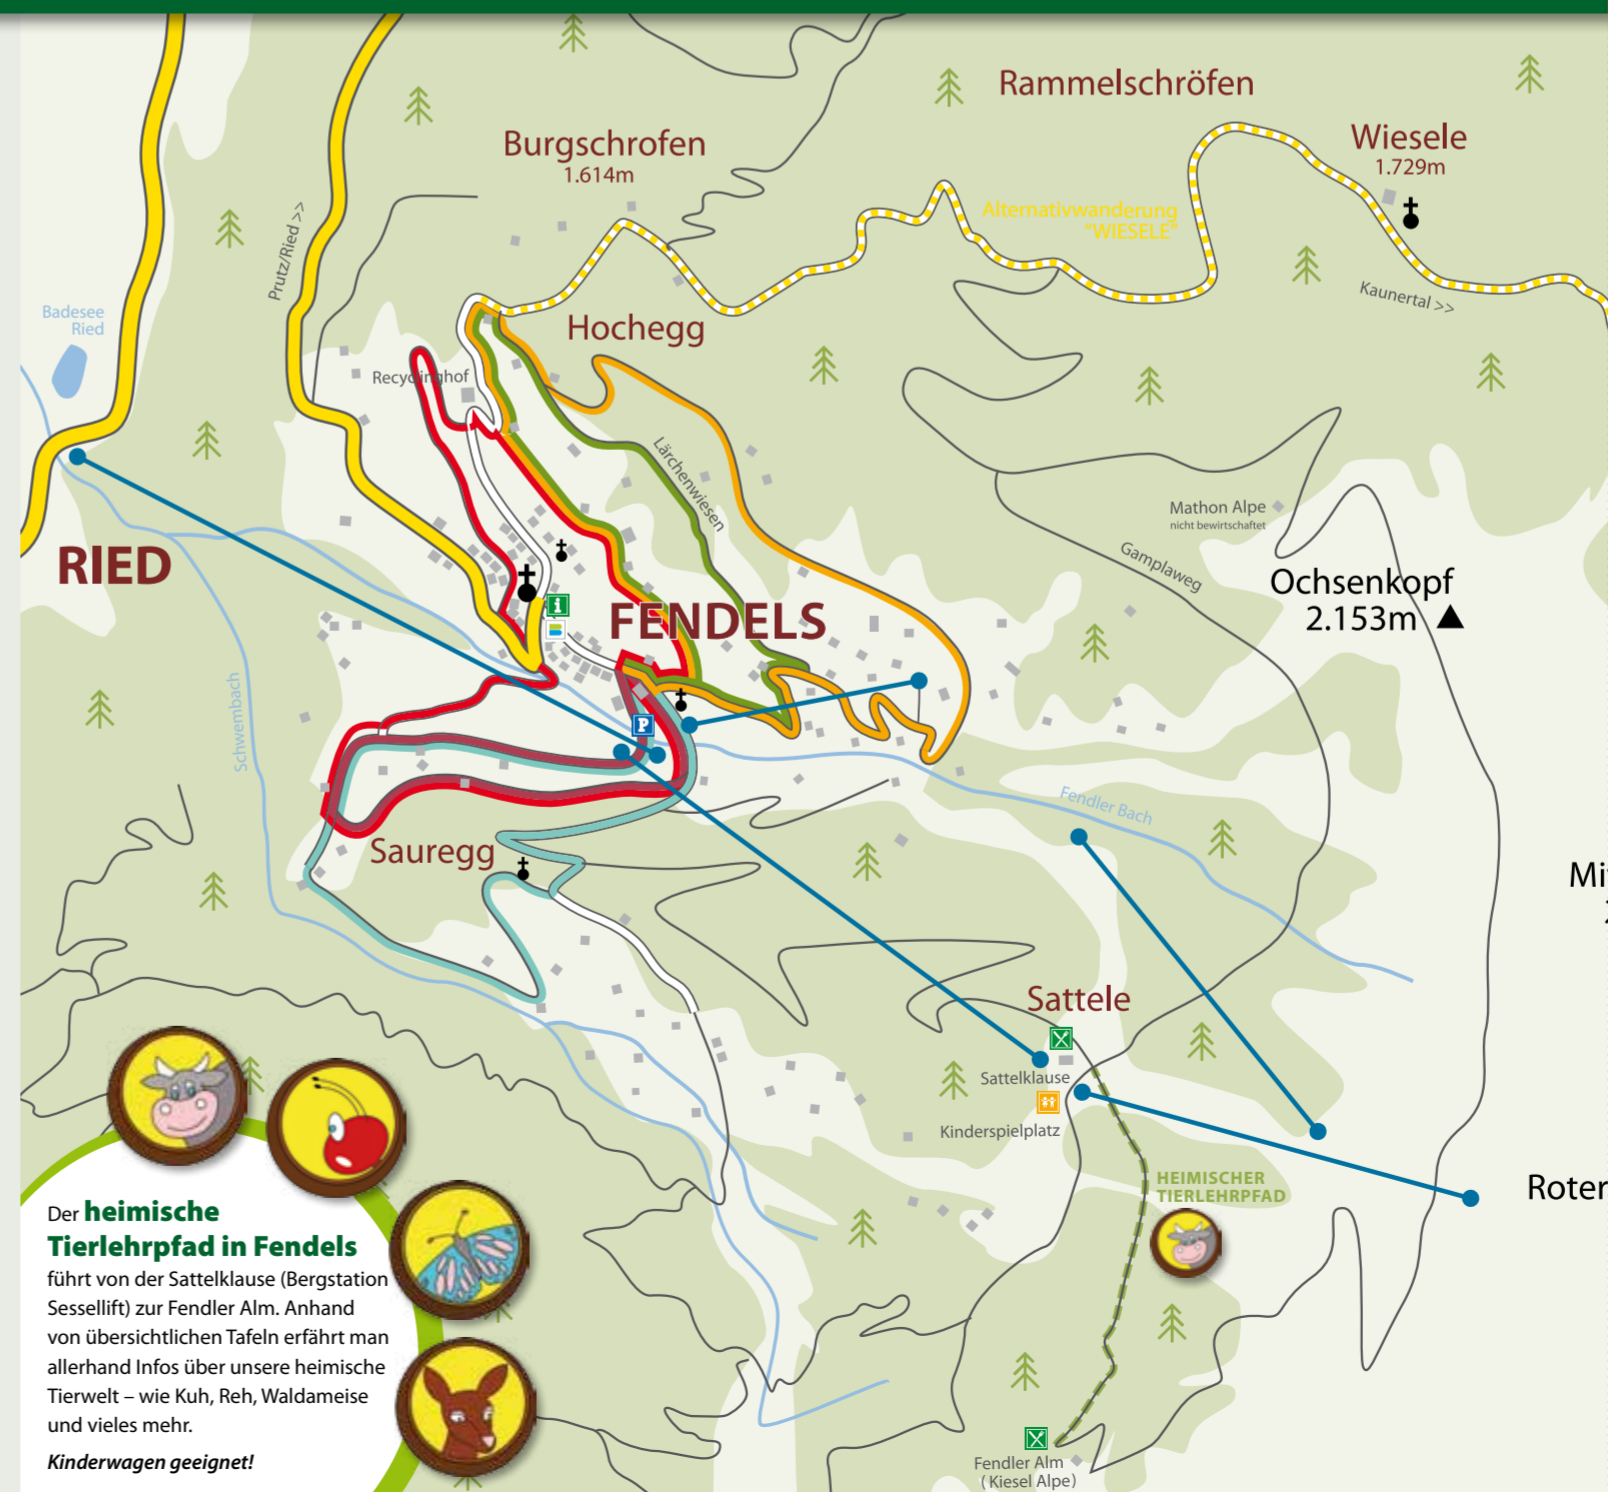 Rammelschröfen
Burgschrofen
1.614m
Wiesele
1.729m
Alternativwanderung
"WIESELE"
Prutz/Ried >>
Kaunertal >>
Badesee
Ried
Hochegg
Recyclinghof
Lärchenwiesen
Mathon Alpe
nicht bewirtschaftet
Gamplaweg
RIED
Ochsenkopf
2.153m
i
FENDELS
P
Schwembach
Fendler Bach
Sauregg
Mi
Sattele
Sattelklause
Kinderspielplatz
HEIMISCHER
TIERLEHRPFAD
Roter
Der heimische
Tierlehrpfad in Fendels
führt von der Sattelklause (Bergstation
Sessellift) zur Fendler Alm. Anhand
von übersichtlichen Tafeln erfährt man
allerhand Infos über unsere heimische
Tierwelt – wie Kuh, Reh, Waldameise
und vieles mehr.
Kinderwagen geeignet!
Fendler Alm
( Kiesel Alpe)